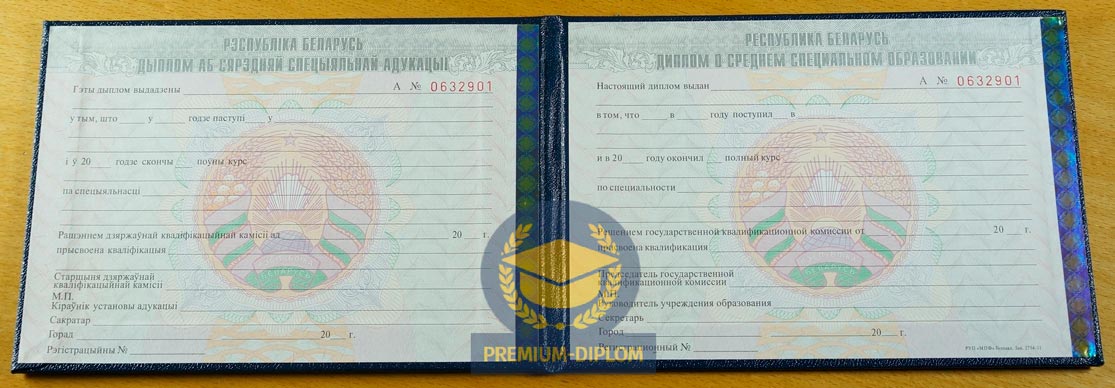 РЭСПУБЛІКА БЕЛАРУСЬ
ДЫПЛОМ АБ СЯРЭДНЯЙ СПЕЦЫЯЛЬНАЙ АДУКАЦЫІ
Гэты дыплом выдадзены А № 0632901
у тым, што у годзе паступі у
і ў 20 годзе скончы поўны курс
па спецыяльнасці
Рашэннем дзяржаўнай кваліфікацыйнай камісіі ад 20 г.
прысвоена кваліфікацыя
Старшыня дзяржаўнай
кваліфікацыйнай камісіі
М.П.
Кіраўнік установы адукацыі
Сакратар
Горад 20 г.
Рэгістрацыйны №
РЕСПУБЛИКА БЕЛАРУСЬ
ДИПЛОМ О СРЕДНЕМ СПЕЦИАЛЬНОМ ОБРАЗОВАНИИ
Настоящий диплом выдан А № 0632901
в том, что в году поступил в
и в 20 году окончил полный курс
по специальности
Решением государственной квалификационной комиссии от 20 г.
присвоена квалификация
Председатель государственной
квалификационной комиссии
М.П.
Руководитель учреждения образования
Секретарь
Город 20 г.
Регистрационный №
PREMIUM-DIPLOM